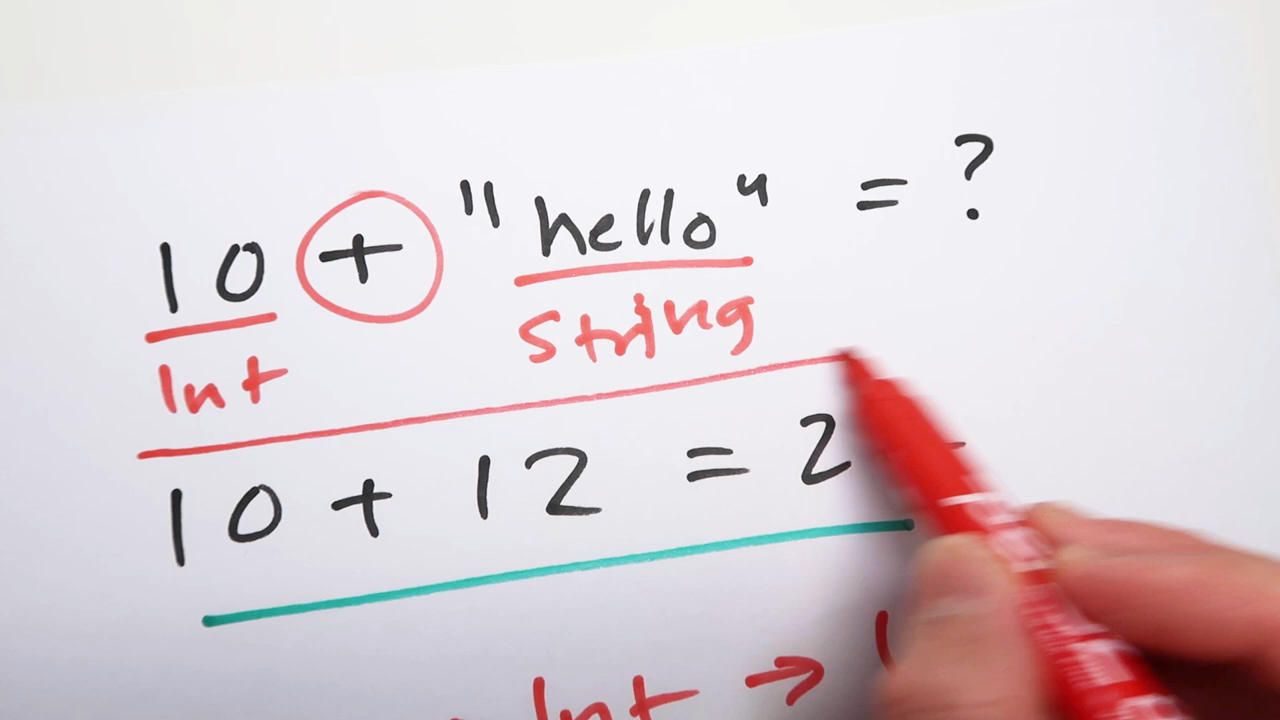 10 + "hello" = ?
Int String
10 + 12 = 2
Int →